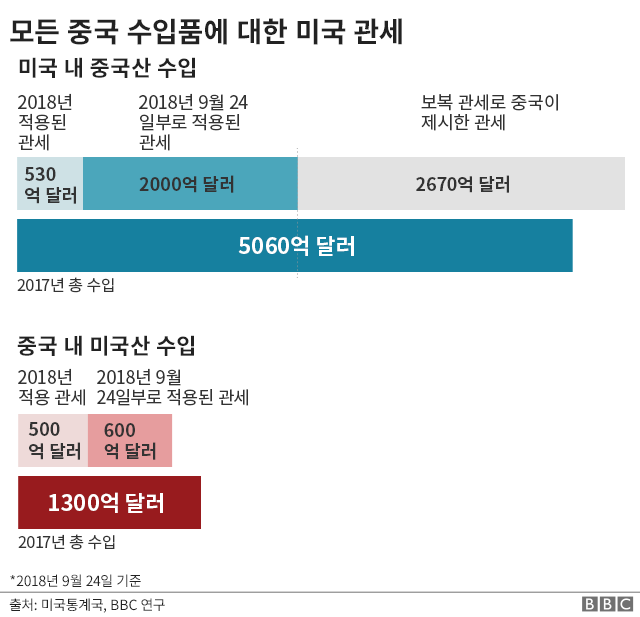 모든 중국 수입품에 대한 미국 관세
미국 내 중국산 수입
2018년
적용된
관세
2018년 9월 24
일부로 적용된
관세
보복 관세로 중국이
제시한 관세
530
억 달러
2000억 달러
2670억 달러
5060억 달러
2017년 총 수입
중국 내 미국산 수입
2018년
적용 관세
2018년 9월
24일부로 적용된 관세
500
억 달러
600
억 달러
1300억 달러
2017년 총 수입
*2018년 9월 24일 기준
출처: 미국통계국, BBC 연구
BBC